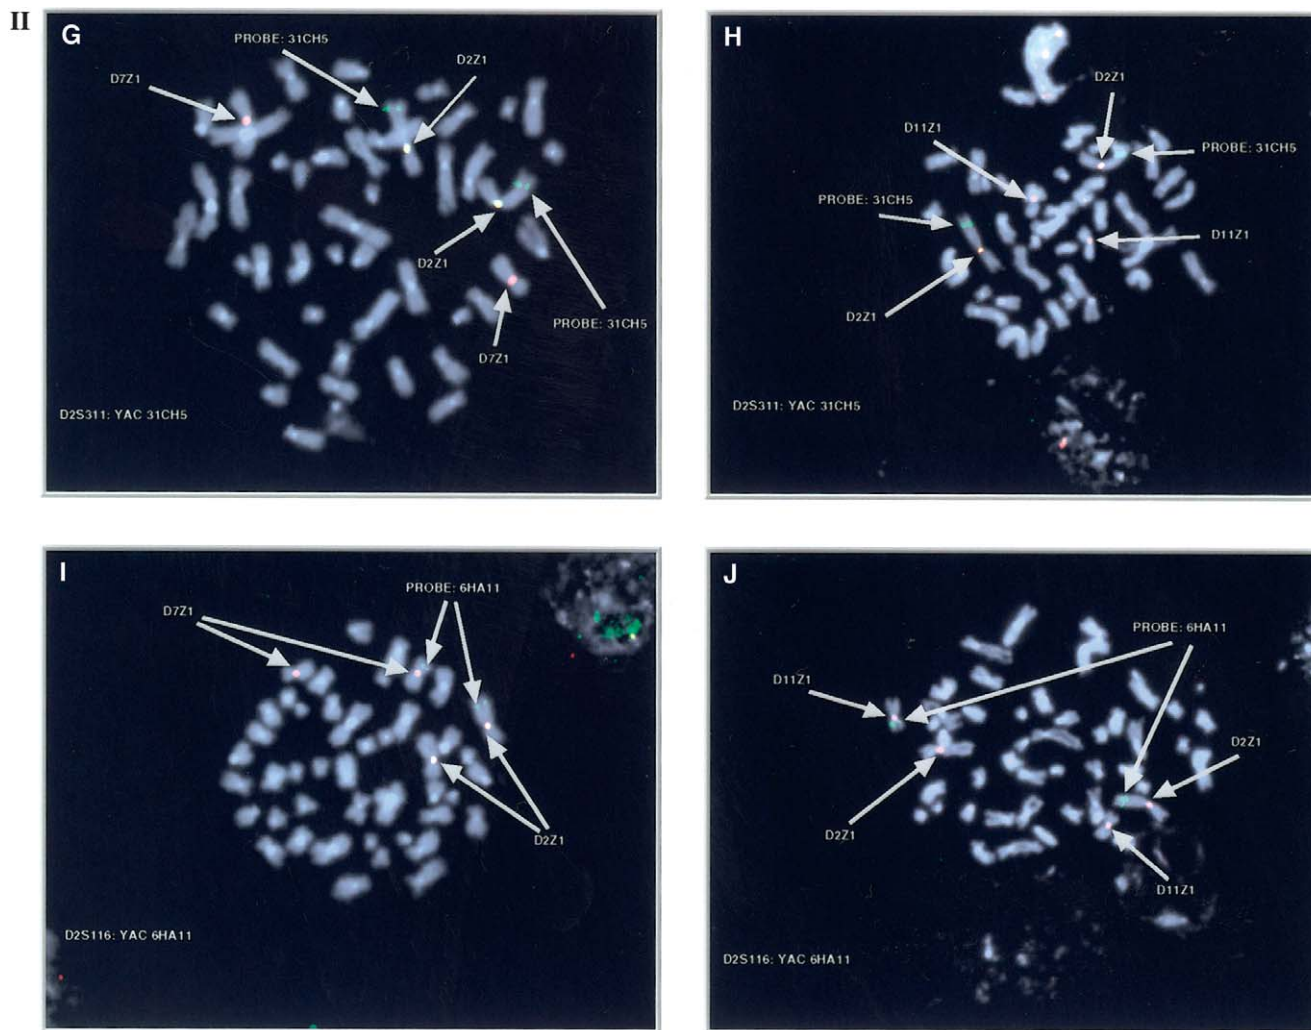 II
G
PROBE: 31CH5
D2Z1
D7Z1
D2Z1
PROBE: 31CH5
D7Z1
D2S311: YAC 31CH5
H
D2Z1
D11Z1
PROBE: 31CH5
PROBE: 31CH5
D11Z1
D2Z1
D2S311: YAC 31CH5
I
PROBE: 6HA11
D7Z1
D2Z1
D2S116: YAC 6HA11
J
PROBE: 6HA11
D11Z1
D2Z1
D2Z1
D11Z1
D2S116: YAC 6HA11